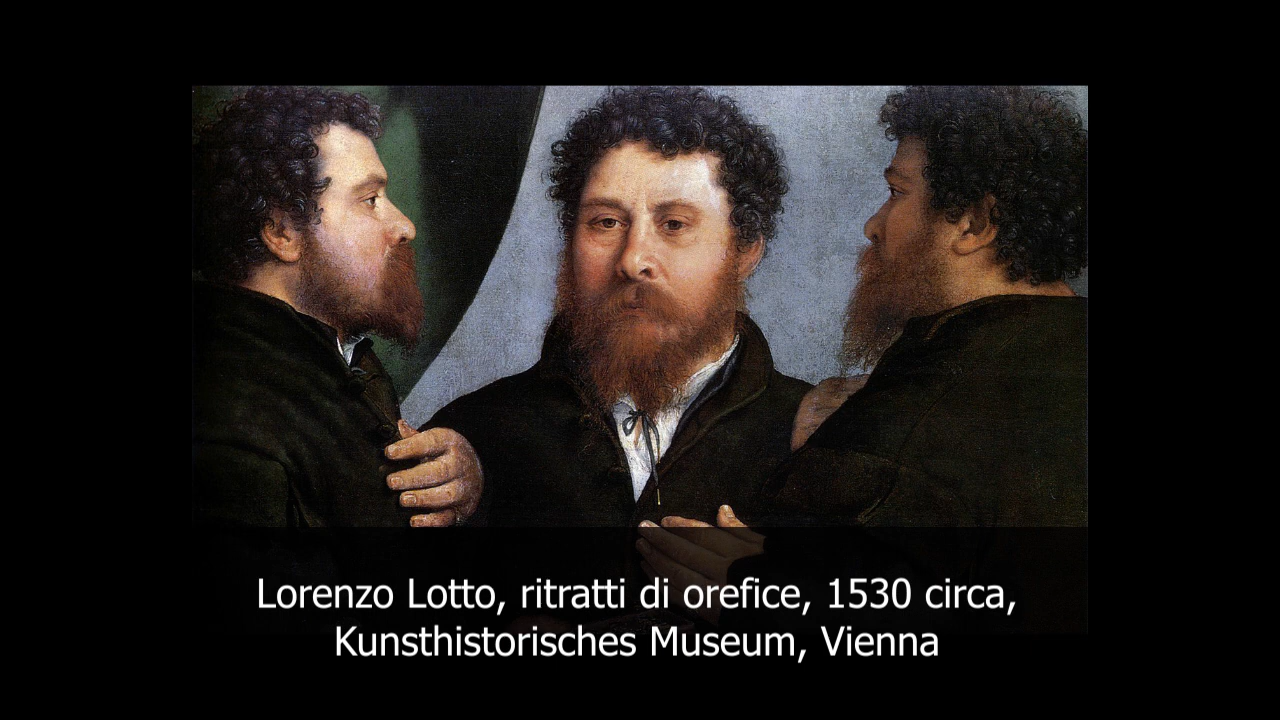 Lorenzo Lotto, ritratti di orefice, 1530 circa,
Kunsthistorisches Museum, Vienna